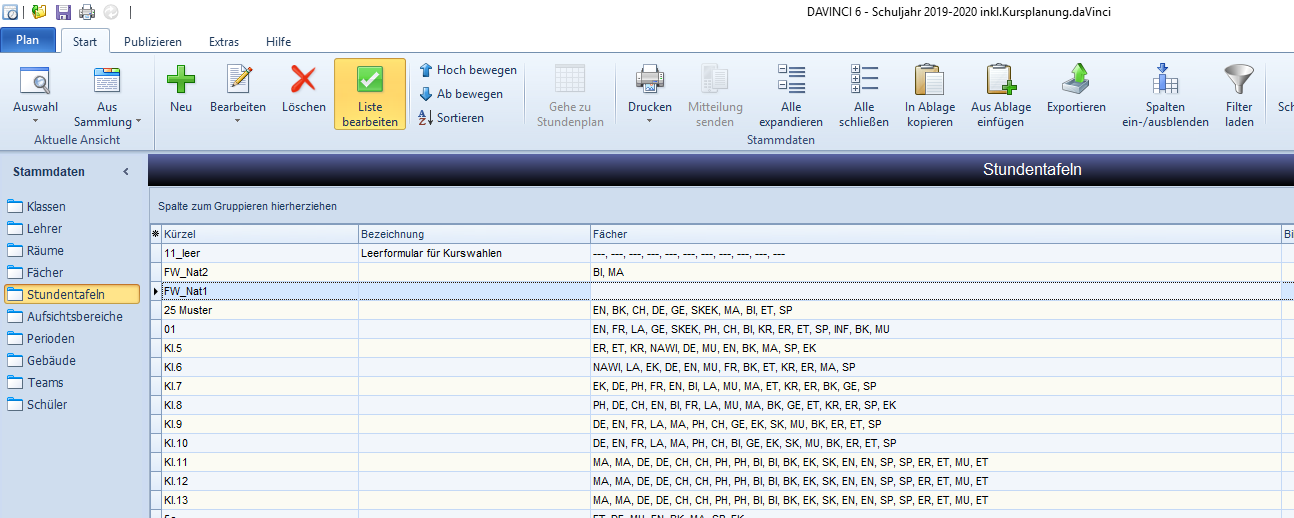 DAVINCI 6 - Schuljahr 2019-2020 inkl.Kursplanung.daVinci
Plan Start Publizieren Extras Hilfe
Auswahl
Aus Sammlung
Aktuelle Ansicht
Neu
Bearbeiten
Löschen
Liste bearbeiten
Hoch bewegen
Ab bewegen
Sortieren
Gehe zu Stundenplan
Drucken
Mitteilung senden
Alle expandieren
Alle schließen
In Ablage kopieren
Aus Ablage einfügen
Exportieren
Spalten ein-/ausblenden
Filter laden
Stammdaten
Stammdaten
Klassen
Lehrer
Räume
Fächer
Stundentafeln
Aufsichtsbereiche
Perioden
Gebäude
Teams
Schüler
Stundentafeln
Spalte zum Gruppieren hierherziehen
Kürzel Bezeichnung Fächer
11_leer Leerformular für Kurswahlen ---, ---, ---, ---, ---, ---, ---, ---, ---, ---, ---
FW_Nat2 BI, MA
FW_Nat1
25 Muster EN, BK, CH, DE, GE, SKEK, MA, BI, ET, SP
01 EN, FR, LA, GE, SKEK, PH, CH, BI, KR, ER, ET, SP, INF, BK, MU
Kl.5 ER, ET, KR, NAWI, DE, MU, EN, BK, MA, SP, EK
Kl.6 NAWI, LA, EK, DE, EN, MU, FR, BK, ET, KR, ER, MA, SP
Kl.7 EK, DE, PH, FR, EN, BI, LA, MU, MA, ET, KR, ER, BK, GE, SP
Kl.8 PH, DE, CH, EN, BI, FR, LA, MU, MA, BK, GE, ET, KR, ER, SP, EK
Kl.9 DE, EN, FR, LA, MA, PH, CH, GE, EK, SK, MU, BK, ER, ET, SP
Kl.10 DE, EN, FR, LA, MA, PH, CH, BI, GE, EK, SK, MU, BK, ER, ET, SP
Kl.11 MA, MA, DE, DE, CH, CH, PH, PH, BI, BI, BK, EK, SK, EN, EN, SP, SP, ER, ET, MU, ET
Kl.12 MA, MA, DE, DE, CH, CH, PH, PH, BI, BI, BK, EK, SK, EN, EN, SP, SP, ER, ET, MU, ET
Kl.13 MA, MA, DE, DE, CH, CH, PH, PH, BI, BI, BK, EK, SK, EN, EN, SP, SP, ER, ET, MU, ET